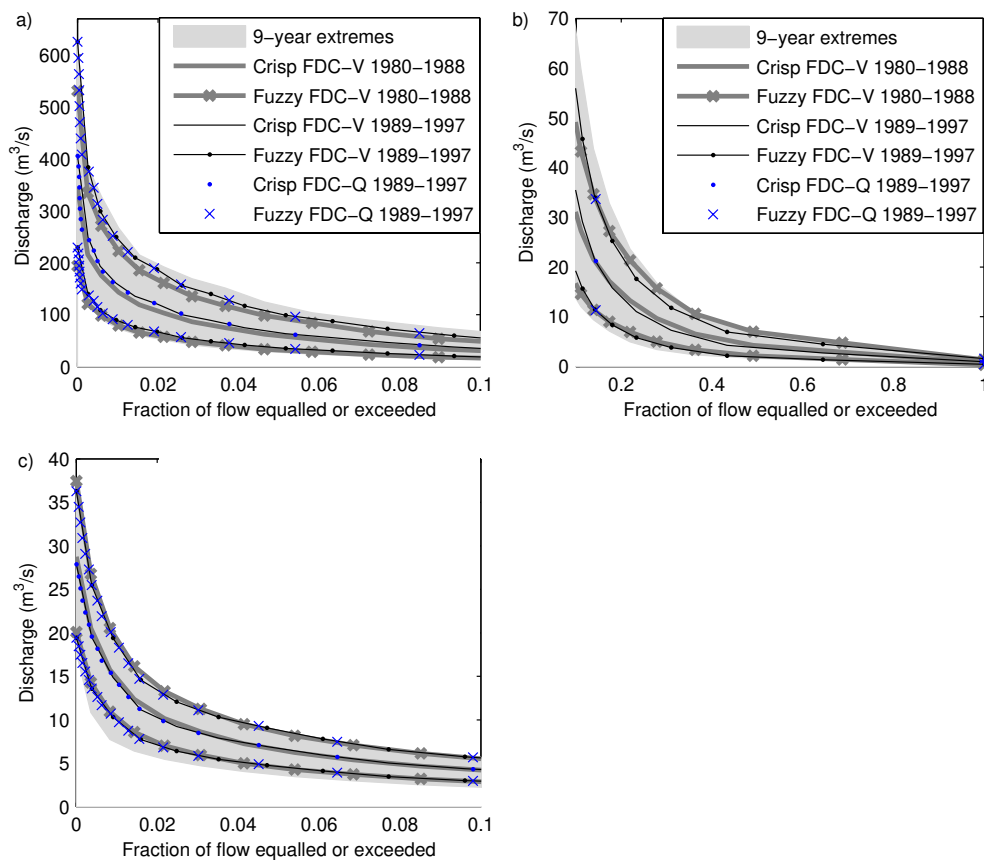 a)
9−year extremes
Crisp FDC−V 1980−1988
Fuzzy FDC−V 1980−1988
Crisp FDC−V 1989−1997
Fuzzy FDC−V 1989−1997
Crisp FDC−Q 1989−1997
Fuzzy FDC−Q 1989−1997
600
500
400
300
200
100
0
Discharge (m³/s)
0 0.02 0.04 0.06 0.08 0.1
Fraction of flow equalled or exceeded
b)
9−year extremes
Crisp FDC−V 1980−1988
Fuzzy FDC−V 1980−1988
Crisp FDC−V 1989−1997
Fuzzy FDC−V 1989−1997
Crisp FDC−Q 1989−1997
Fuzzy FDC−Q 1989−1997
70
60
50
40
30
20
10
0
Discharge (m³/s)
0.2 0.4 0.6 0.8 1
Fraction of flow equalled or exceeded
c)
40
35
30
25
20
15
10
5
0
Discharge (m³/s)
0 0.02 0.04 0.06 0.08 0.1
Fraction of flow equalled or exceeded